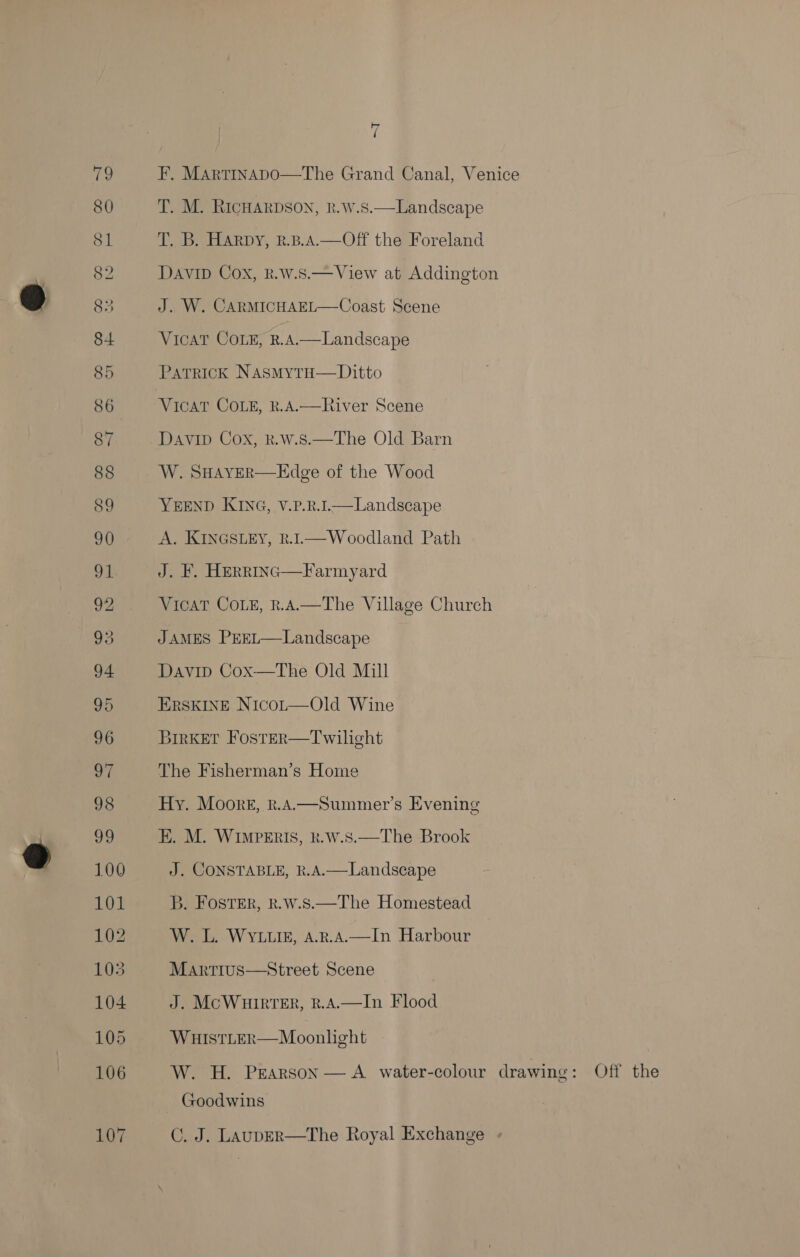 7
79 F. MARTINADO—The Grand Canal, Venice
80 T. M. RICHARDSON, R.W.S.—Landscape
81 T. B. HARDY, R.B.A.—Off the Foreland
82 DAVID COX, R.W.S.—View at Addington
83 J. W. CARMICHAEL—Coast Scene
84 VICAT COLE, R.A.—Landscape
85 PATRICK NASMYTH—Ditto
86 VICAT COLE, R.A.—River Scene
87 DAVID COX, R.W.S.—The Old Barn
88 W. SHAYER—Edge of the Wood
89 YEEND KING, V.P.R.I.—Landscape
90 A. KINGSLEY, R.I.—Woodland Path
91 J. F. HERRING—Farmyard
92 VICAT COLE, R.A.—The Village Church
93 JAMES PEEL—Landscape
94 DAVID COX—The Old Mill
95 ERSKINE NICOL—Old Wine
96 BIRKET FOSTER—Twilight
97 The Fisherman's Home
98 Hy. MOORE, R.A.—Summer's Evening
99 E. M. WIMPERIS, R.W.S.—The Brook
100 J. CONSTABLE, R.A.—Landscape
101 B. FOSTER, R.W.S.—The Homestead
102 W. L. WYLLIE, A.R.A.—In Harbour
103 MARTIUS—Street Scene
104 J. MCWHIRTER, R.A.—In Flood
105 WHISTLER—Moonlight
106 W. H. PEARSON — A water-colour drawing: Off the
Goodwins
107 C. J. LAUDER—The Royal Exchange